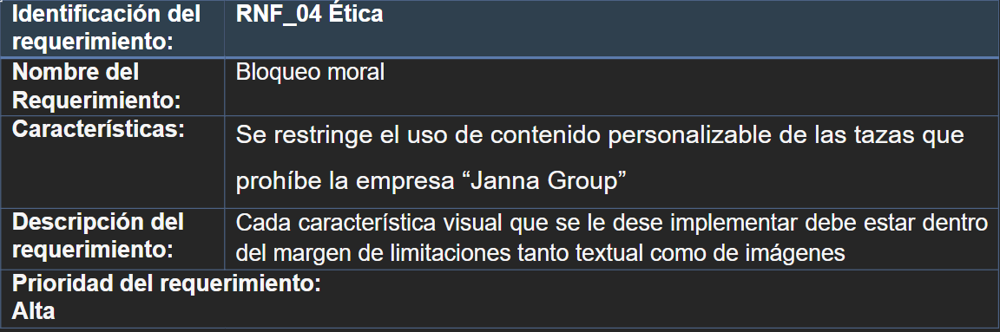 Identificación del
requerimiento:
RNF_04 Ética
Nombre del
Requerimiento:
Bloqueo moral
Características:
Se restringe el uso de contenido personalizable de las tazas que
prohíbe la empresa “Janna Group”
Descripción del
requerimiento:
Cada característica visual que se le dese implementar debe estar dentro
del margen de limitaciones tanto textual como de imágenes
Prioridad del requerimiento:
Alta